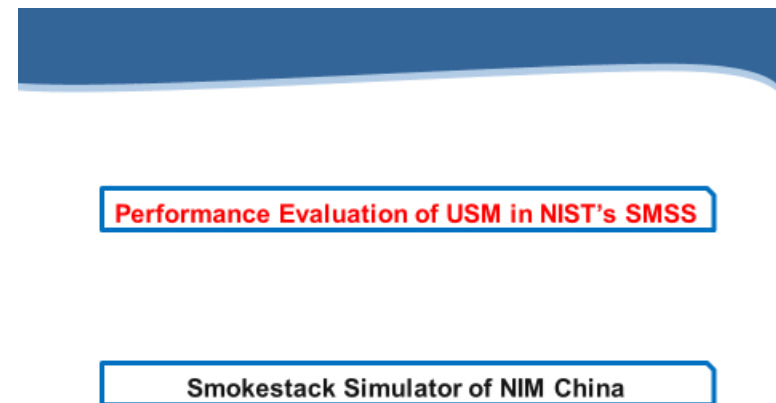 Performance Evaluation of USM in NIST's SMSS
Smokestack Simulator of NIM China